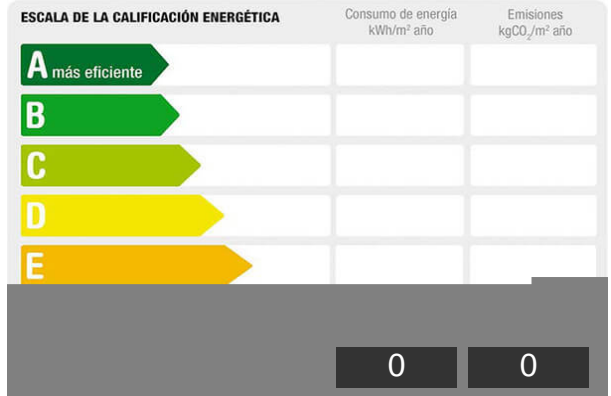 ESCALA DE LA CALIFICACIÓN ENERGÉTICA
Consumo de energía
kWh/m² año
Emisiones
kgCO₂/m² año
A más eficiente
B
C
D
E
0 0